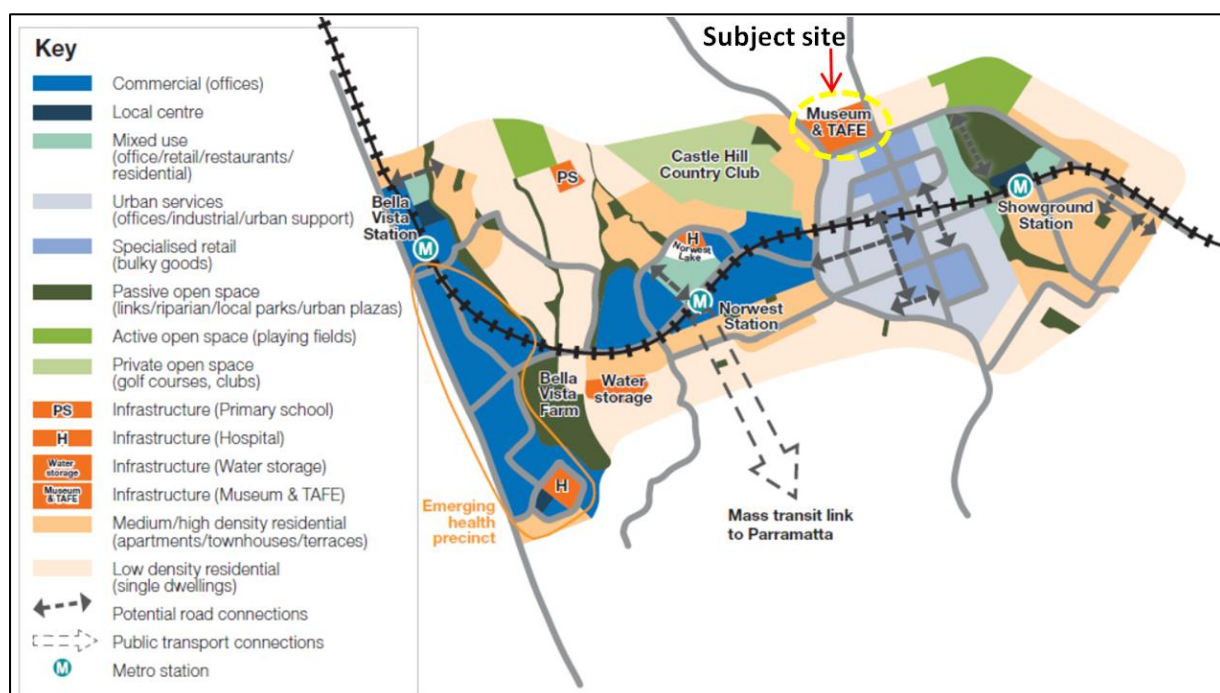 Key
Commercial (offices)
Local centre
Mixed use
(office/retail/restaurants/
residential)
Urban services
(offices/industrial/urban support)
Specialised retail
(bulky goods)
Passive open space
(links/riparian/local parks/urban plazas)
Active open space (playing fields)
Private open space
(golf courses, clubs)
PS
Infrastructure (Primary school)
H
Infrastructure (Hospital)
Water
storage
Infrastructure (Water storage)
Museum
& TAFE
Infrastructure (Museum & TAFE)
Medium/high density residential
(apartments/townhouses/terraces)
Low density residential
(single dwellings)
Potential road connections
Public transport connections
M
Metro station
Subject site
Museum
& TAFE
Castle Hill
Country Club
PS
Bella
Vista
Station
M
H
Norwest
Lake
M
Norwest
Station
M
Showground
Station
Bella
Vista
Farm
Water
storage
H
Emerging
health
precinct
Mass transit link
to Parramatta